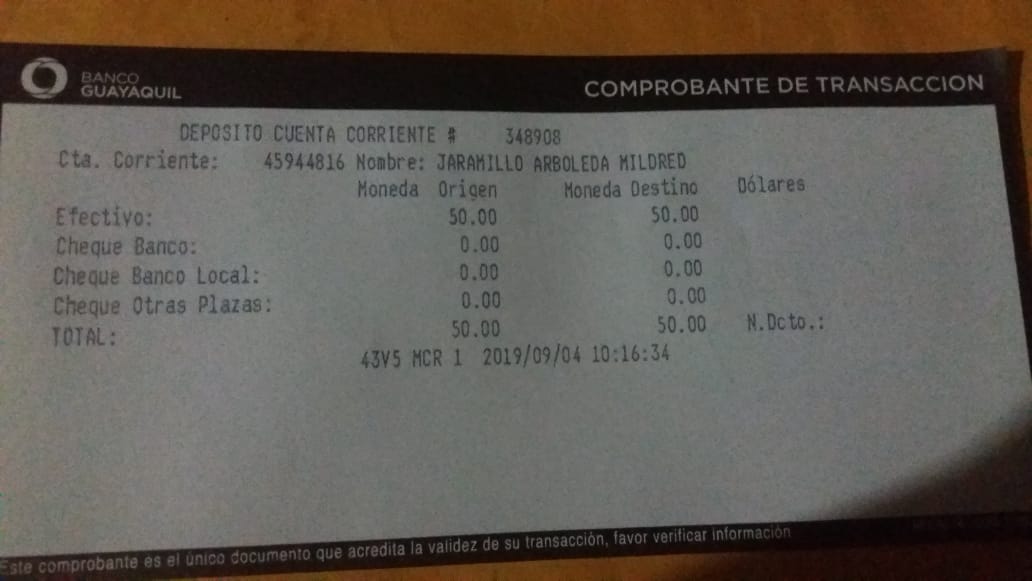 BANCO
GUAYAQUIL
COMPROBANTE DE TRANSACCION
DEPOSITO CUENTA CORRIENTE # 348908
Cta. Corriente: 45944816 Nombre: JARAMILLO ARBOLEDA MILDRED
Moneda Origen Moneda Destino Dólares
Efectivo: 50.00 50.00
Cheque Banco: 0.00 0.00
Cheque Banco Local: 0.00 0.00
Cheque Otras Plazas: 0.00 0.00
TOTAL: 50.00 50.00 N.Dcto.:
43V5 MCR 1 2019/09/04 10:16:34
Este comprobante es el único documento que acredita la validez de su transacción, favor verificar información